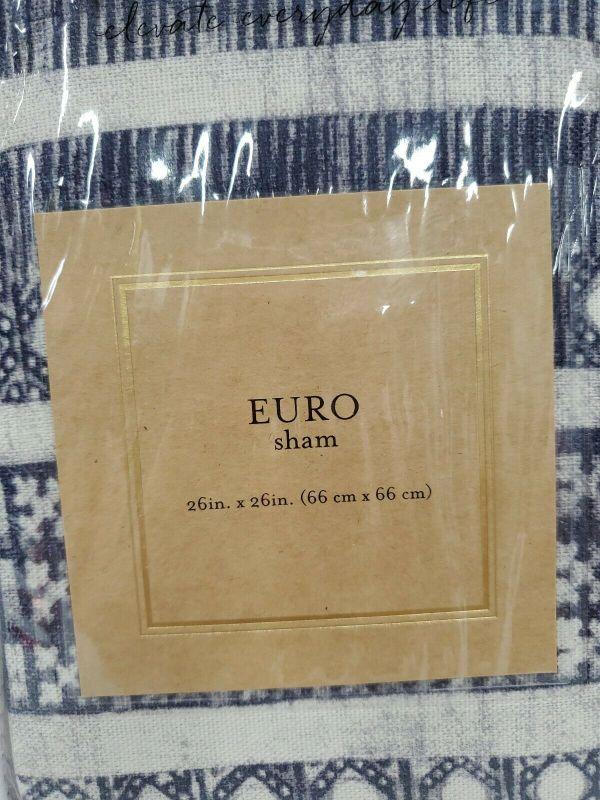 elevate everyday life
EURO
sham
26in. x 26in. (66 cm x 66 cm)